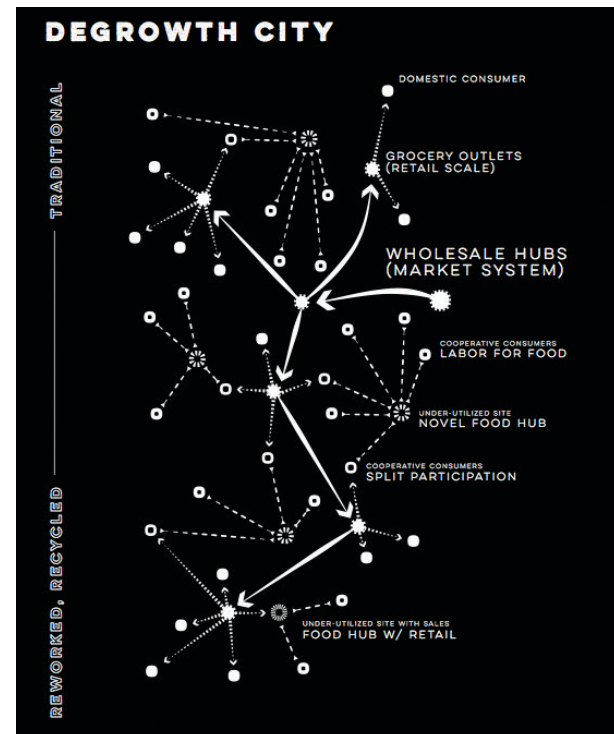 DEGROWTH CITY
TRADITIONAL
REWORKED, RECYCLED
DOMESTIC CONSUMER
GROCERY OUTLETS
(RETAIL SCALE)
WHOLESALE HUBS
(MARKET SYSTEM)
COOPERATIVE CONSUMERS
LABOR FOR FOOD
UNDER-UTILIZED SITE
NOVEL FOOD HUB
COOPERATIVE CONSUMERS
SPLIT PARTICIPATION
UNDER-UTILIZED SITE WITH SALES
FOOD HUB W/ RETAIL